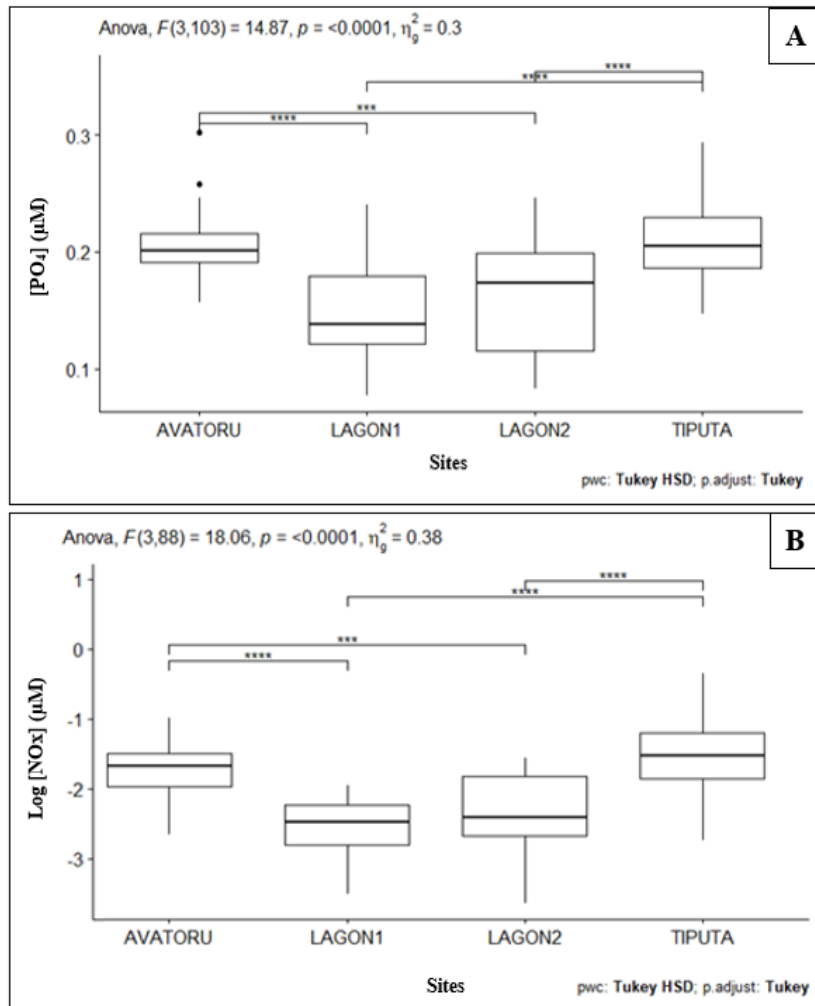 Anova, F(3,103) = 14.87, p = <0.0001, η²g = 0.3
A
****
****
***
****
0.3
0.2
0.1
[PO₄] (µM)
AVATORU LAGON1 LAGON2 TIPUTA
Sites
pwc: Tukey HSD; p.adjust: Tukey
Anova, F(3,88) = 18.06, p = <0.0001, η²g = 0.38
B
****
****
***
****
1
0
-1
-2
-3
Log [NOx] (µM)
AVATORU LAGON1 LAGON2 TIPUTA
Sites
pwc: Tukey HSD; p.adjust: Tukey